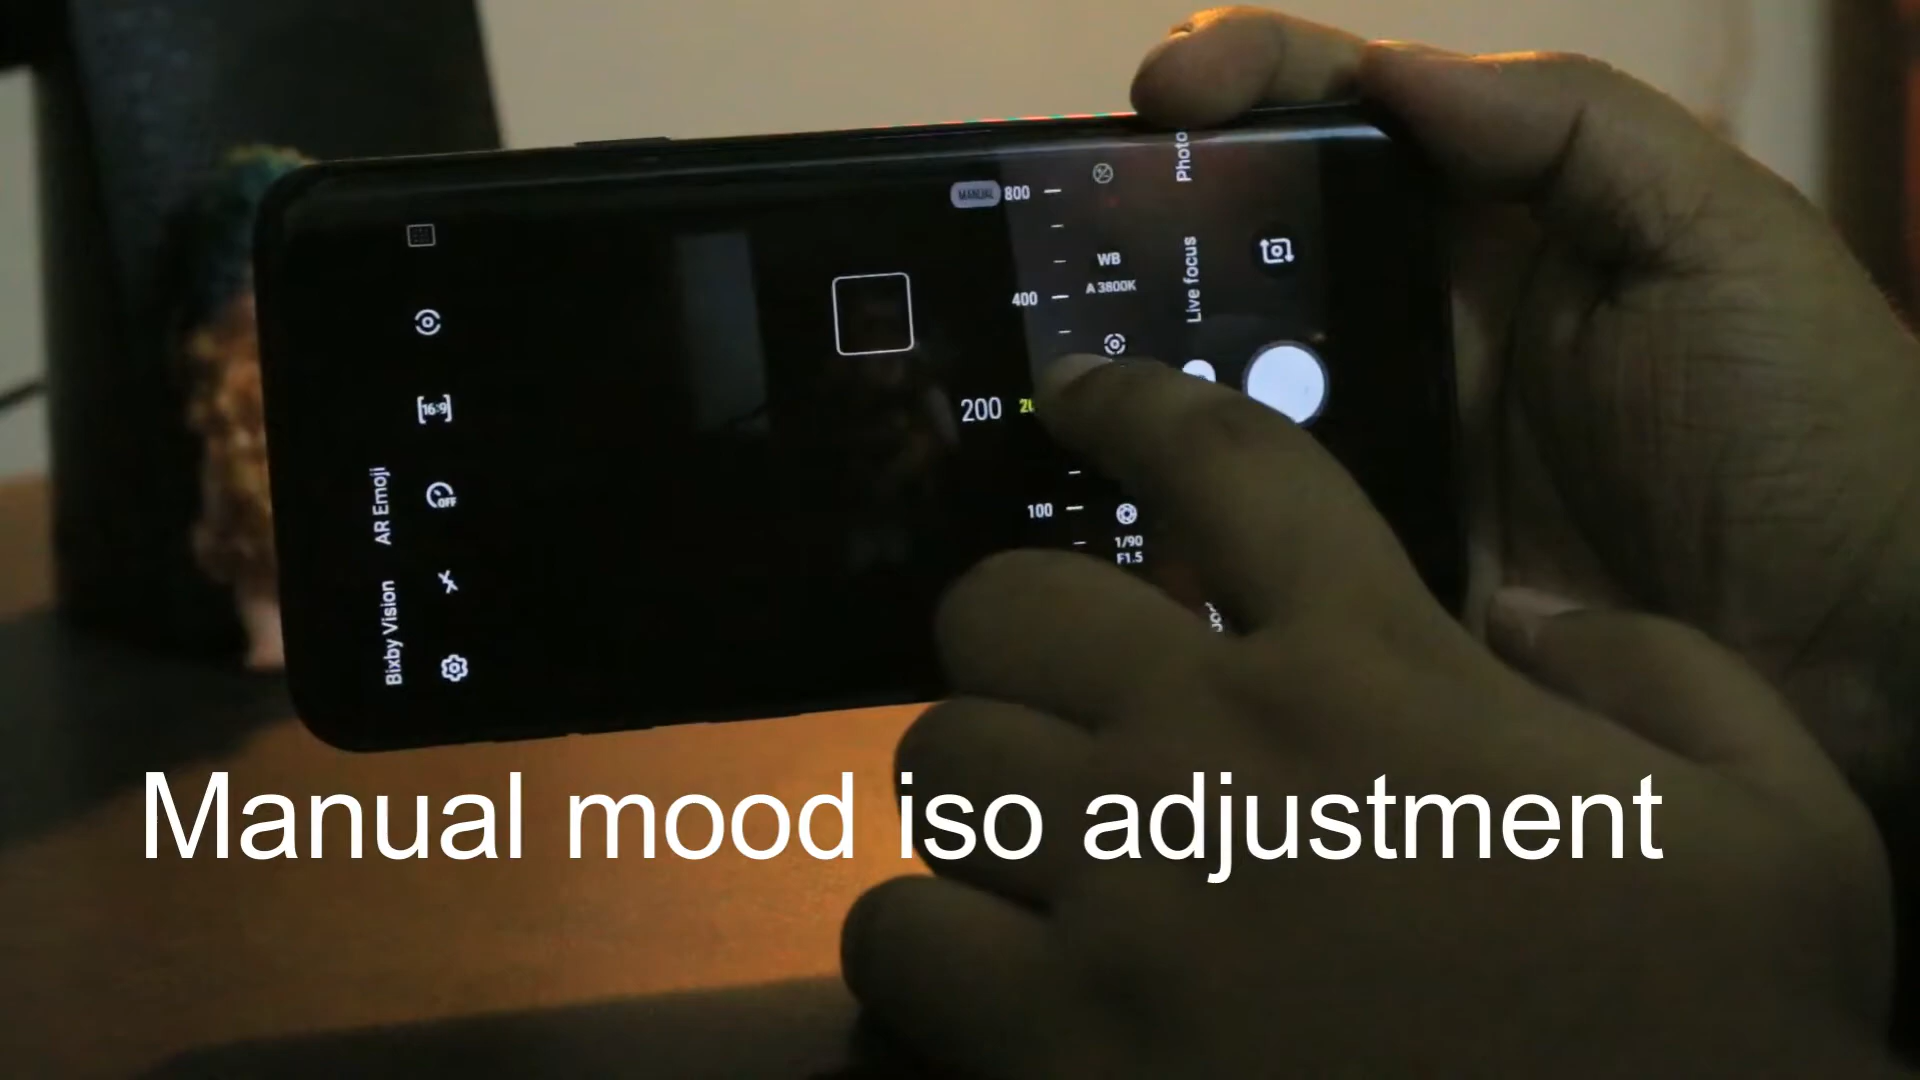 MANUAL
800
400
200
100
WB
A 3800K
1/90
F1.5
Photo
Live focus
16:9
OFF
AR Emoji
Bixby Vision
Manual mood iso adjustment